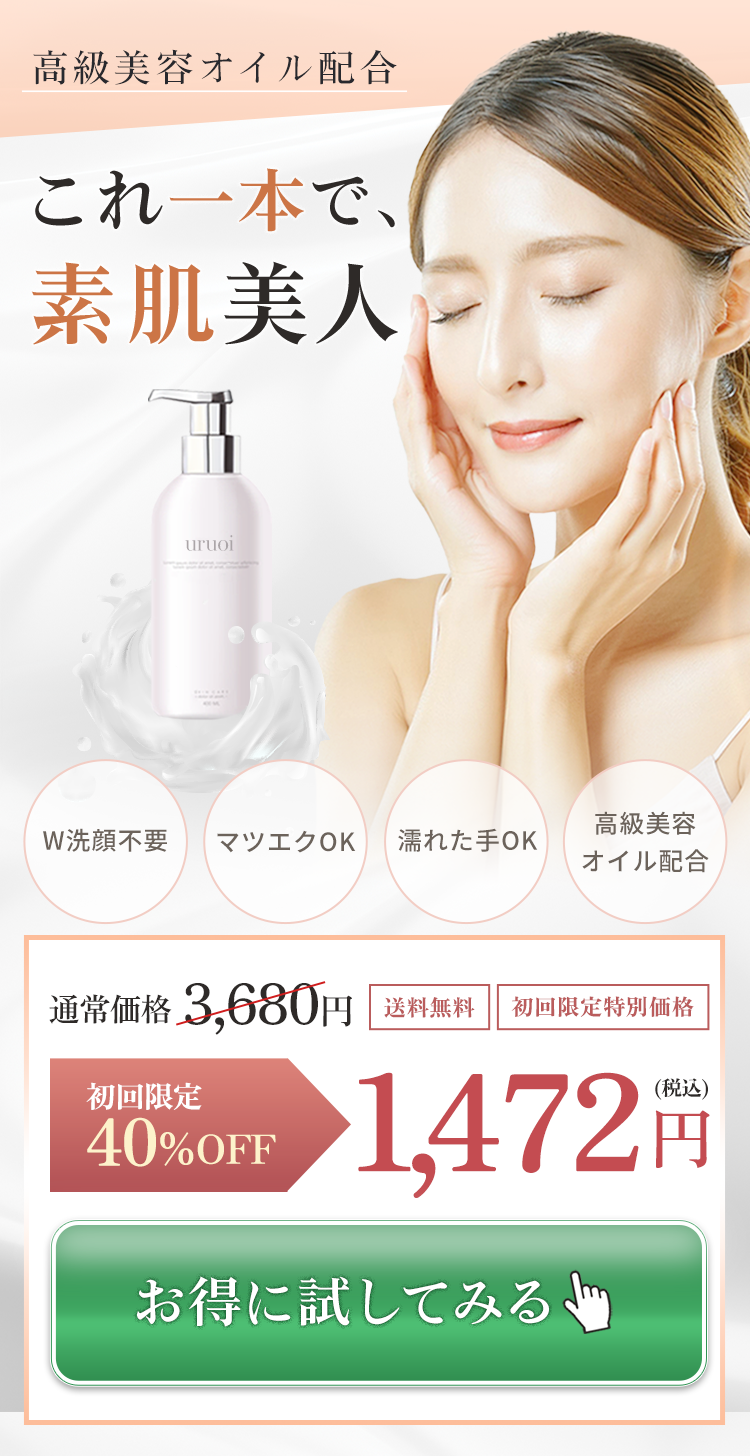 高級美容オイル配合
これ一本で、
素肌美人
uruoi
W洗顔不要
マツエクOK
濡れた手OK
高級美容
オイル配合
通常価格 3,680円
送料無料
初回限定特別価格
初回限定
40%OFF
1,472円
(税込)
お得に試してみる